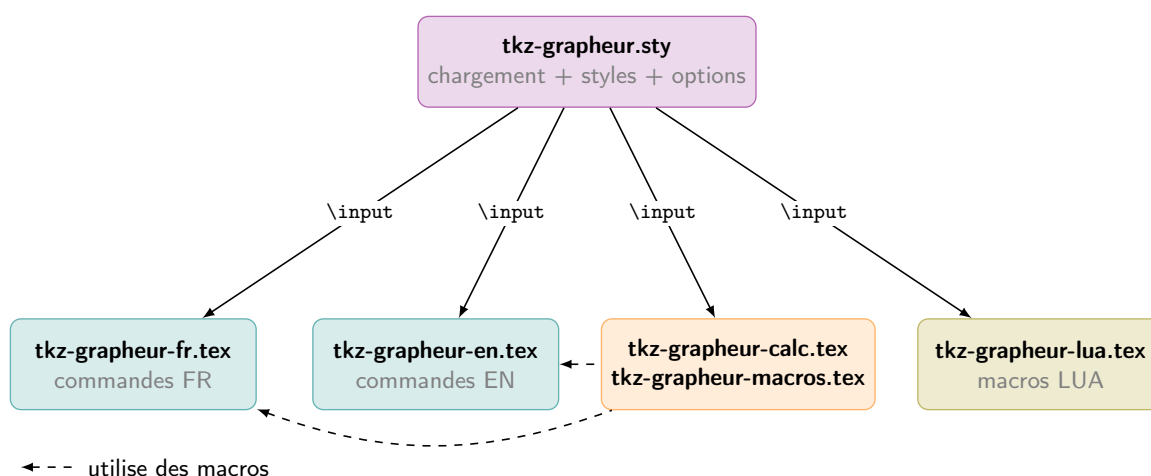 tkz-grapheur.sty
chargement + styles + options
\input \input \input \input
tkz-grapheur-fr.tex
commandes FR
tkz-grapheur-en.tex
commandes EN
tkz-grapheur-calc.tex
tkz-grapheur-macros.tex
tkz-grapheur-lua.tex
macros LUA
utilise des macros